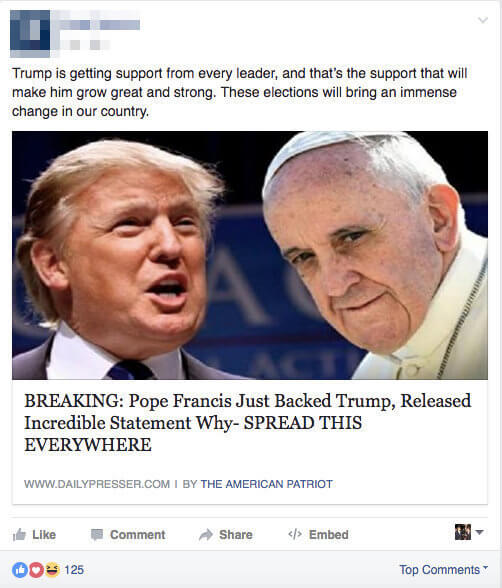 Trump is getting support from every leader, and that's the support that will
make him grow great and strong. These elections will bring an immense
change in our country.
BREAKING: Pope Francis Just Backed Trump, Released
Incredible Statement Why- SPREAD THIS
EVERYWHERE
WWW.DAILYPRESSER.COM | BY THE AMERICAN PATRIOT
Like Comment Share </> Embed
125 Top Comments